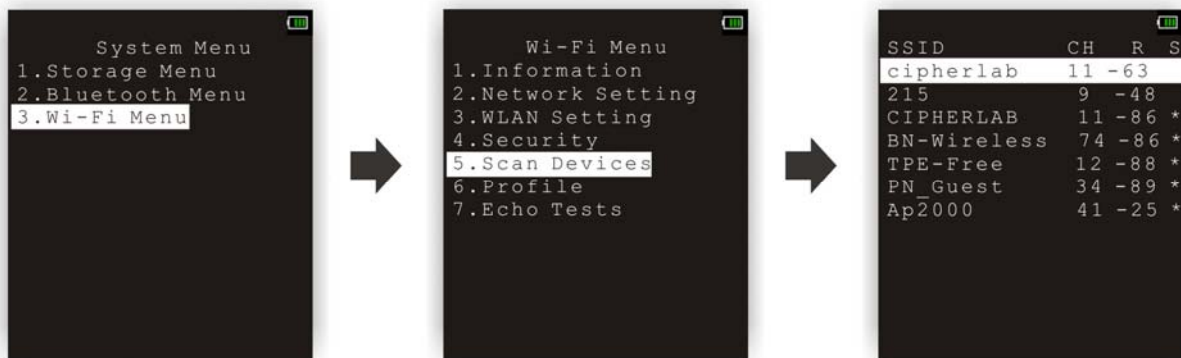 System Menu
1.Storage Menu
2.Bluetooth Menu
3.Wi-Fi Menu
Wi-Fi Menu
1.Information
2.Network Setting
3.WLAN Setting
4.Security
5.Scan Devices
6.Profile
7.Echo Tests
SSID CH R S
cipherlab 11 -63
215 9 -48
CIPHERLAB 11 -86 *
BN-Wireless 74 -86 *
TPE-Free 12 -88 *
PN_Guest 34 -89 *
Ap2000 41 -25 *